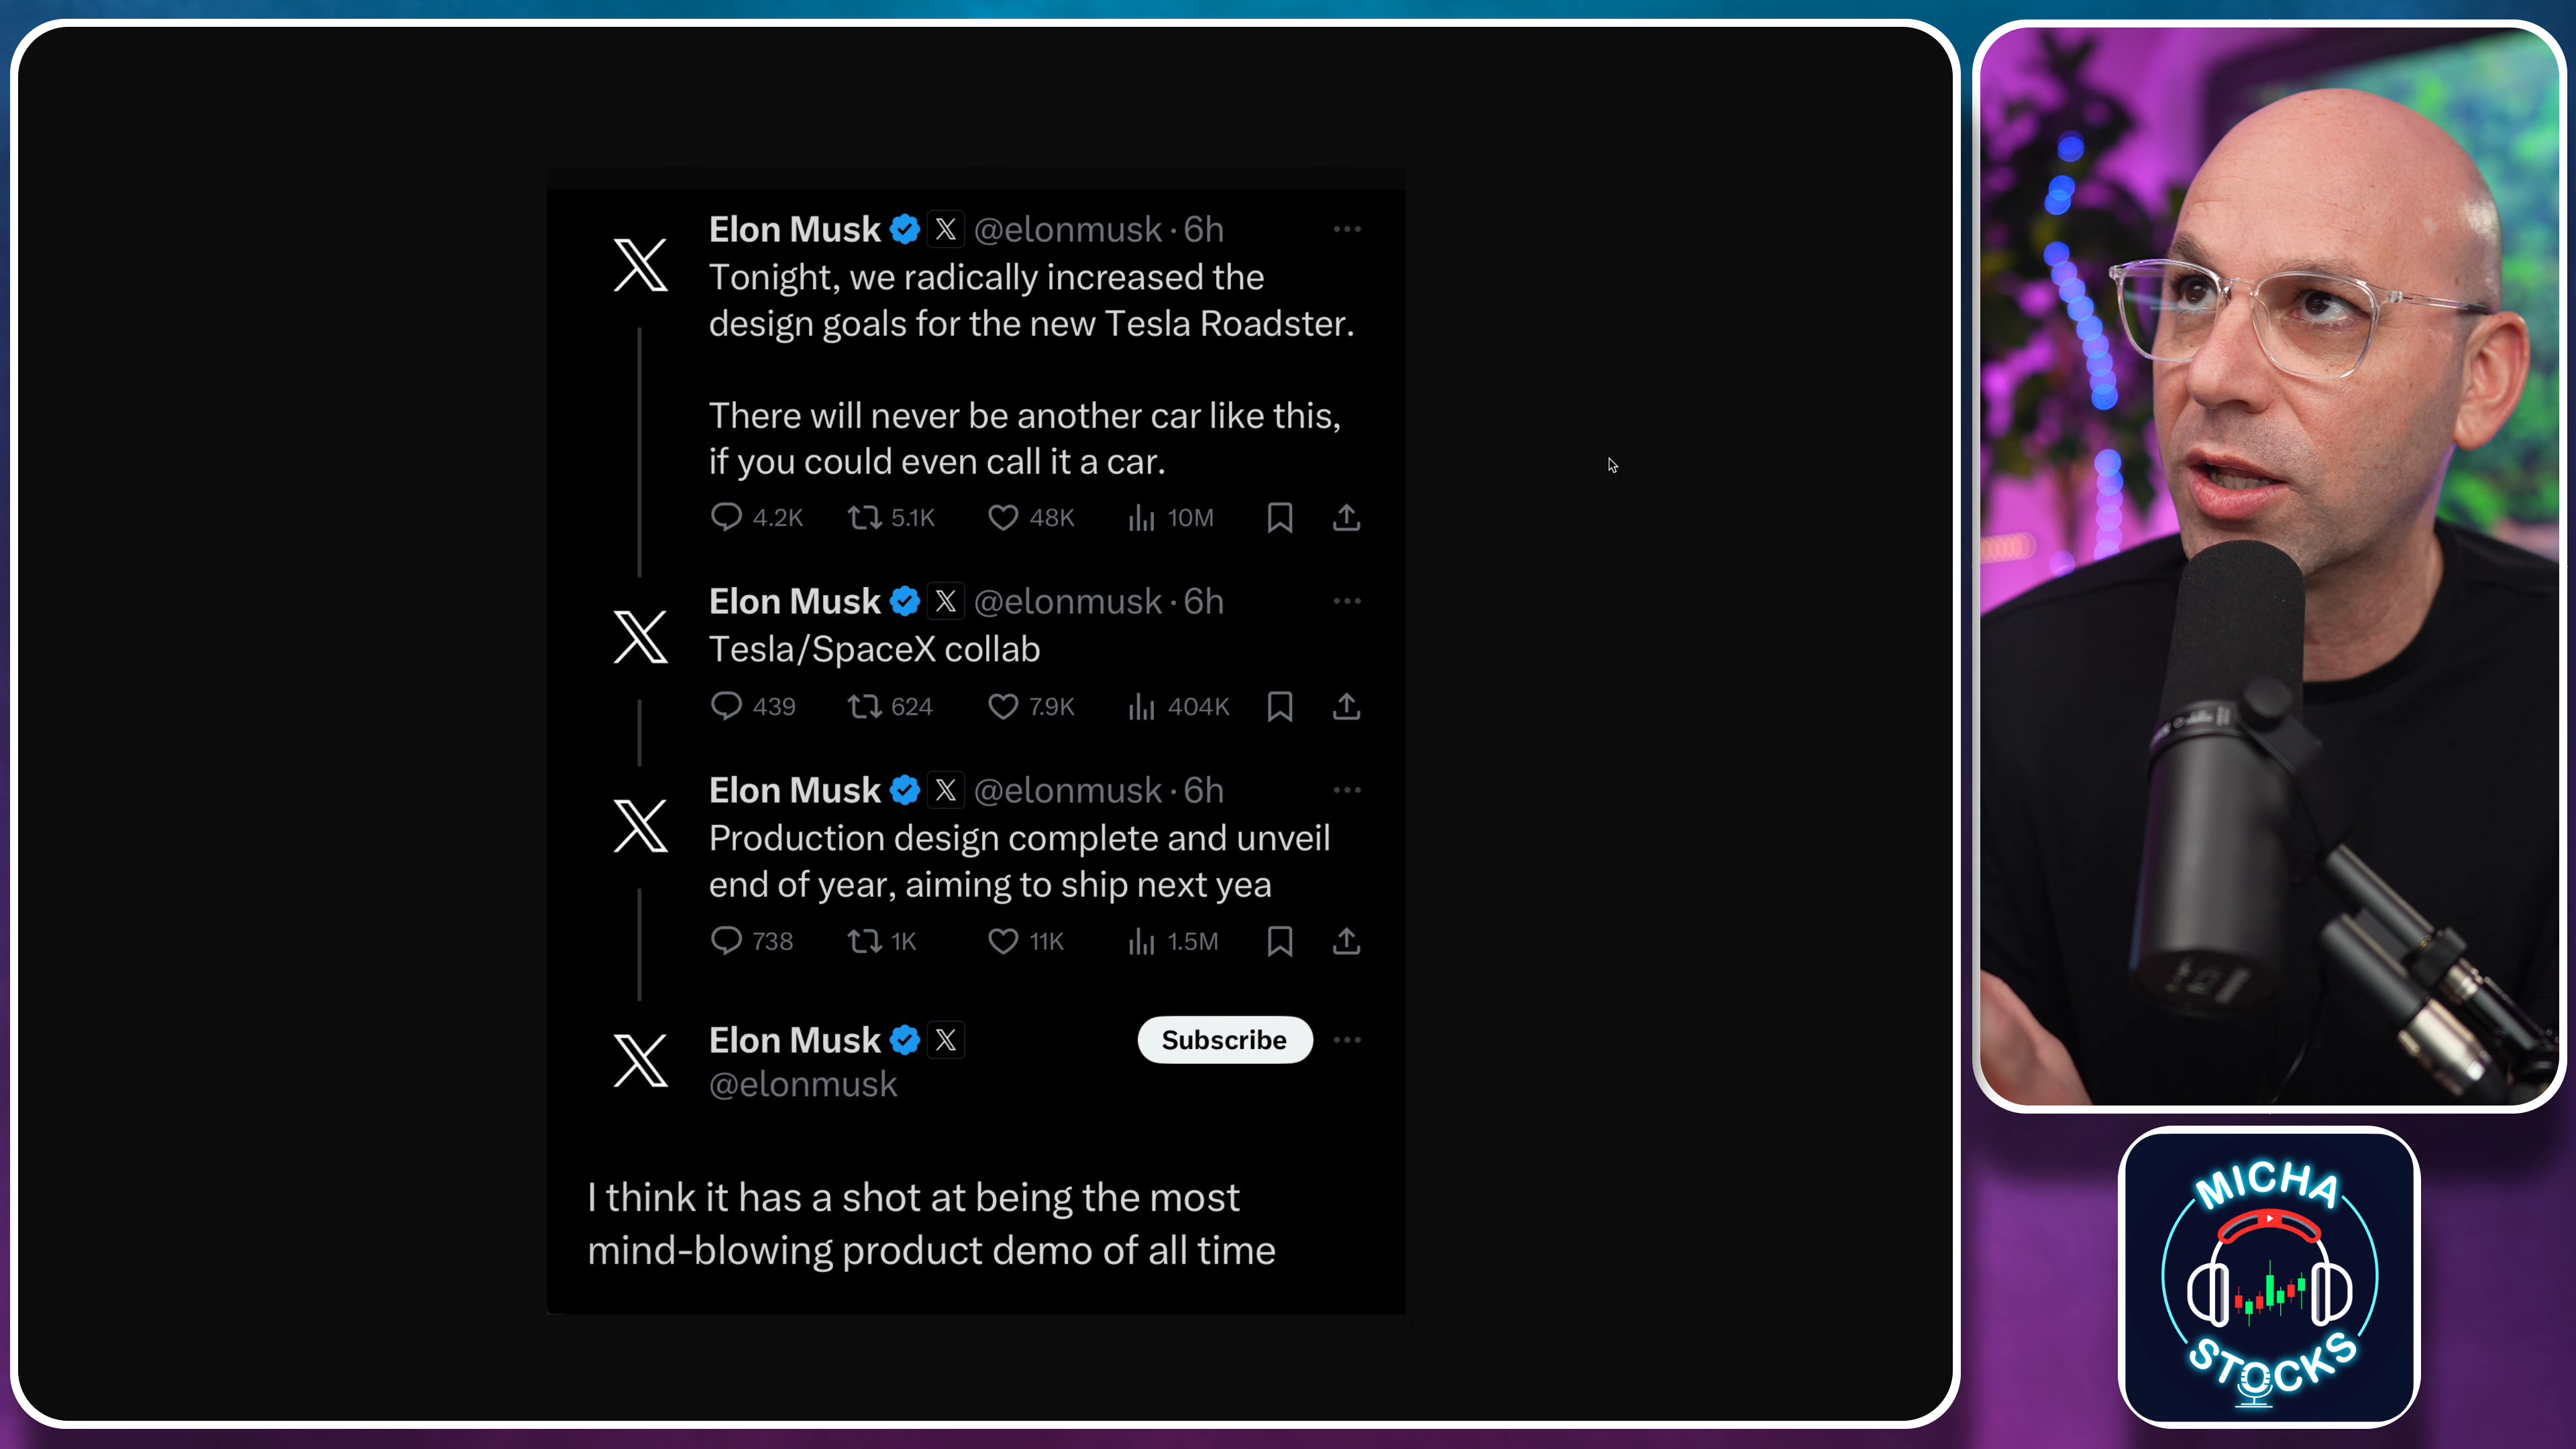 Elon Musk @elonmusk · 6h
Tonight, we radically increased the
design goals for the new Tesla Roadster.
There will never be another car like this,
if you could even call it a car.
4.2K 5.1K 48K 10M
Elon Musk @elonmusk · 6h
Tesla/SpaceX collab
439 624 7.9K 404K
Elon Musk @elonmusk · 6h
Production design complete and unveil
end of year, aiming to ship next yea
738 1K 11K 1.5M
Elon Musk
Subscribe
@elonmusk
I think it has a shot at being the most
mind-blowing product demo of all time
MICHA
STOCKS